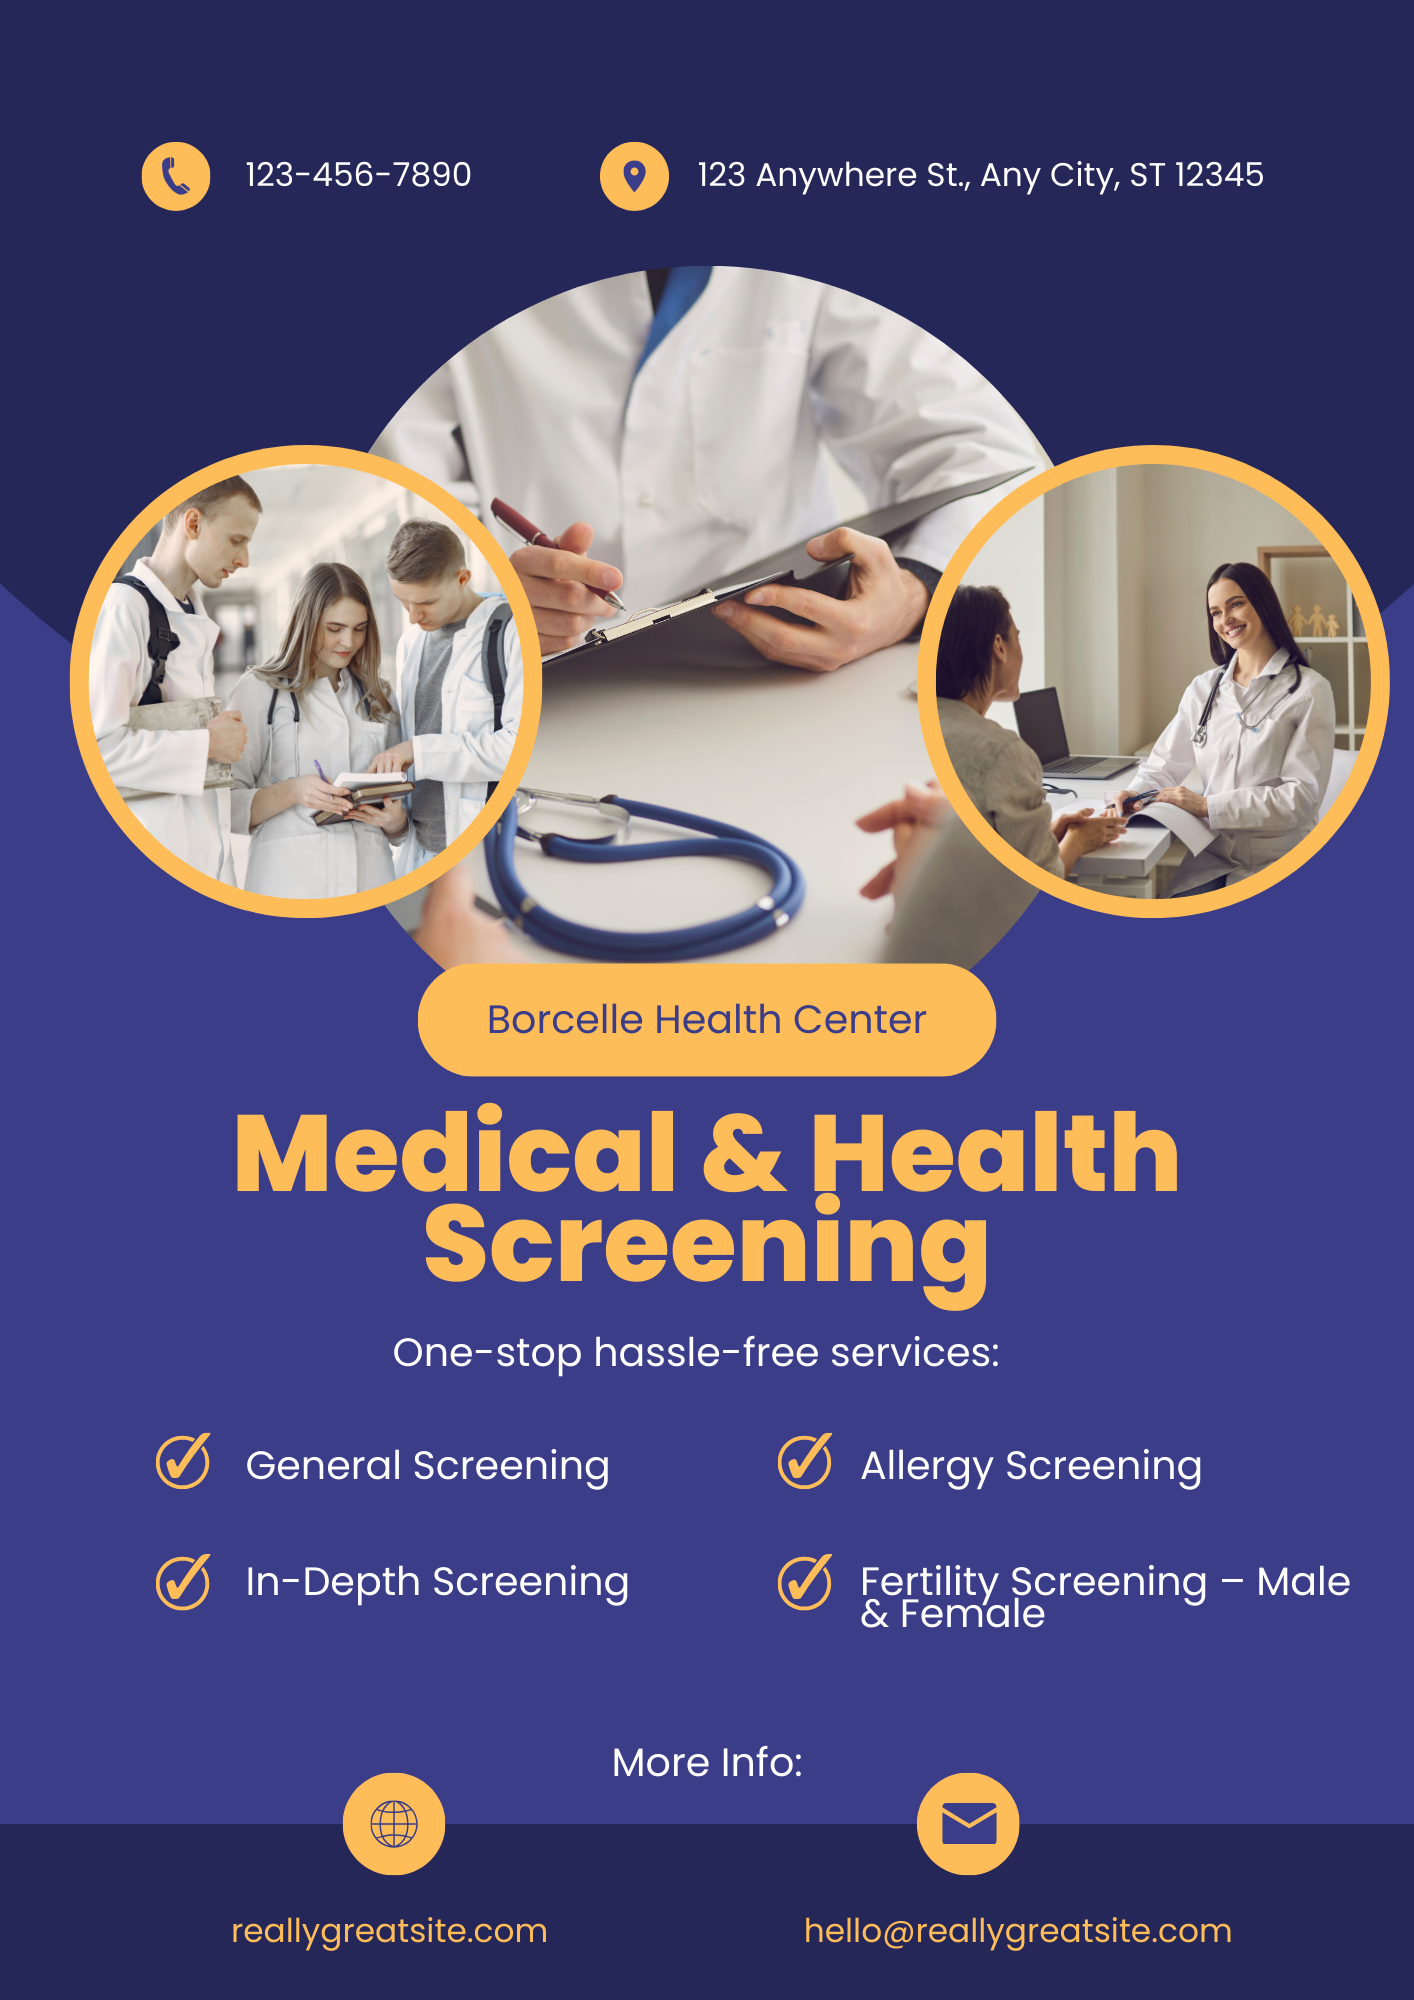 123-456-7890
123 Anywhere St., Any City, ST 12345
Borcelle Health Center
Medical & Health
Screening
One-stop hassle-free services:
General Screening
Allergy Screening
In-Depth Screening
Fertility Screening – Male
& Female
More Info:
reallygreatsite.com
hello@reallygreatsite.com